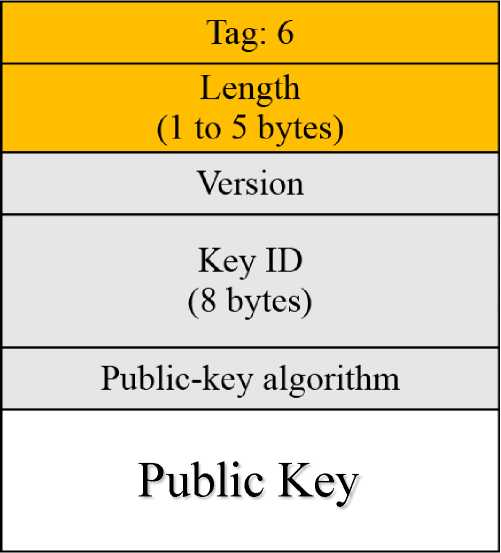 Tag: 6
Length
(1 to 5 bytes)
Version
Key ID
(8 bytes)
Public-key algorithm
Public Key